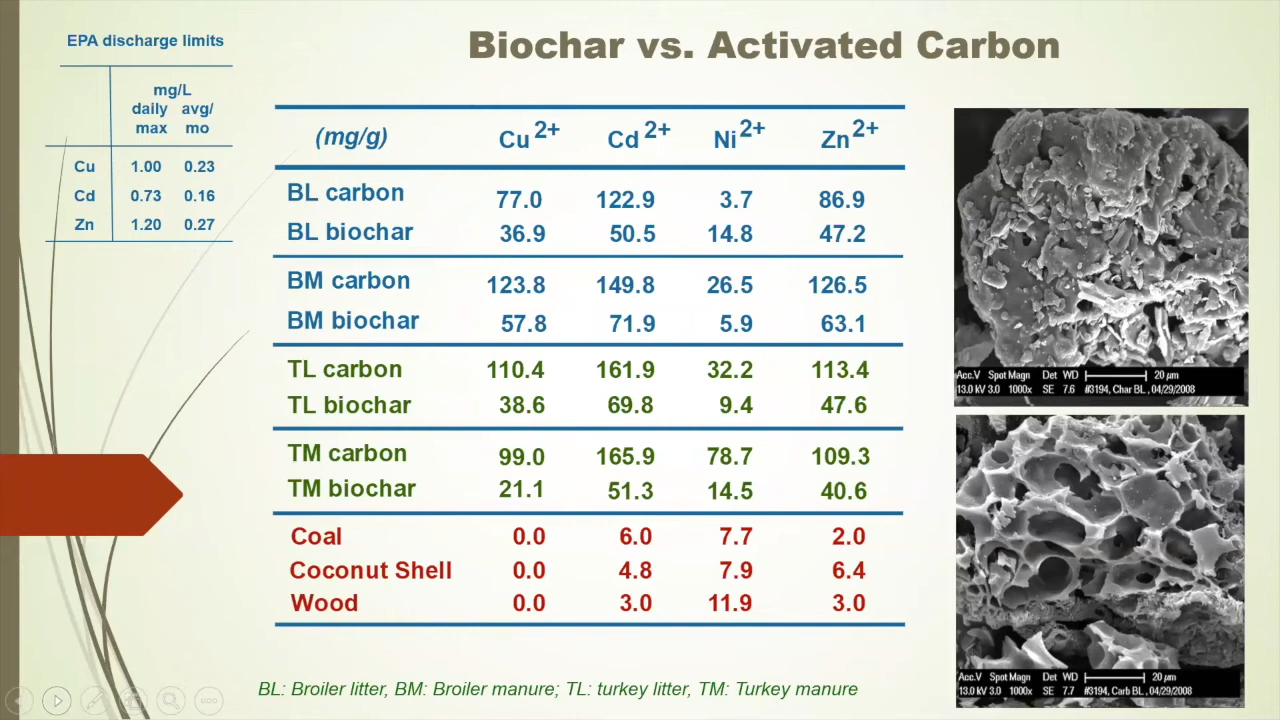 EPA discharge limits
mg/L
daily avg/
max mo
Cu 1.00 0.23
Cd 0.73 0.16
Zn 1.20 0.27
Biochar vs. Activated Carbon
(mg/g) Cu 2+ Cd 2+ Ni 2+ Zn 2+
BL carbon 77.0 122.9 3.7 86.9
BL biochar 36.9 50.5 14.8 47.2
BM carbon 123.8 149.8 26.5 126.5
BM biochar 57.8 71.9 5.9 63.1
TL carbon 110.4 161.9 32.2 113.4
TL biochar 38.6 69.8 9.4 47.6
TM carbon 99.0 165.9 78.7 109.3
TM biochar 21.1 51.3 14.5 40.6
Coal 0.0 6.0 7.7 2.0
Coconut Shell 0.0 4.8 7.9 6.4
Wood 0.0 3.0 11.9 3.0
BL: Broiler litter, BM: Broiler manure; TL: turkey litter, TM: Turkey manure
Acc.V Spot Magn Det WD 20 µm
13.0 kV 3.0 1000x SE 7.6 #3194, Char BL , 04/29/2008
Acc.V Spot Magn Det WD 20 µm
13.0 kV 3.0 1000x SE 7.7 #3194, Carb BL , 04/29/2008